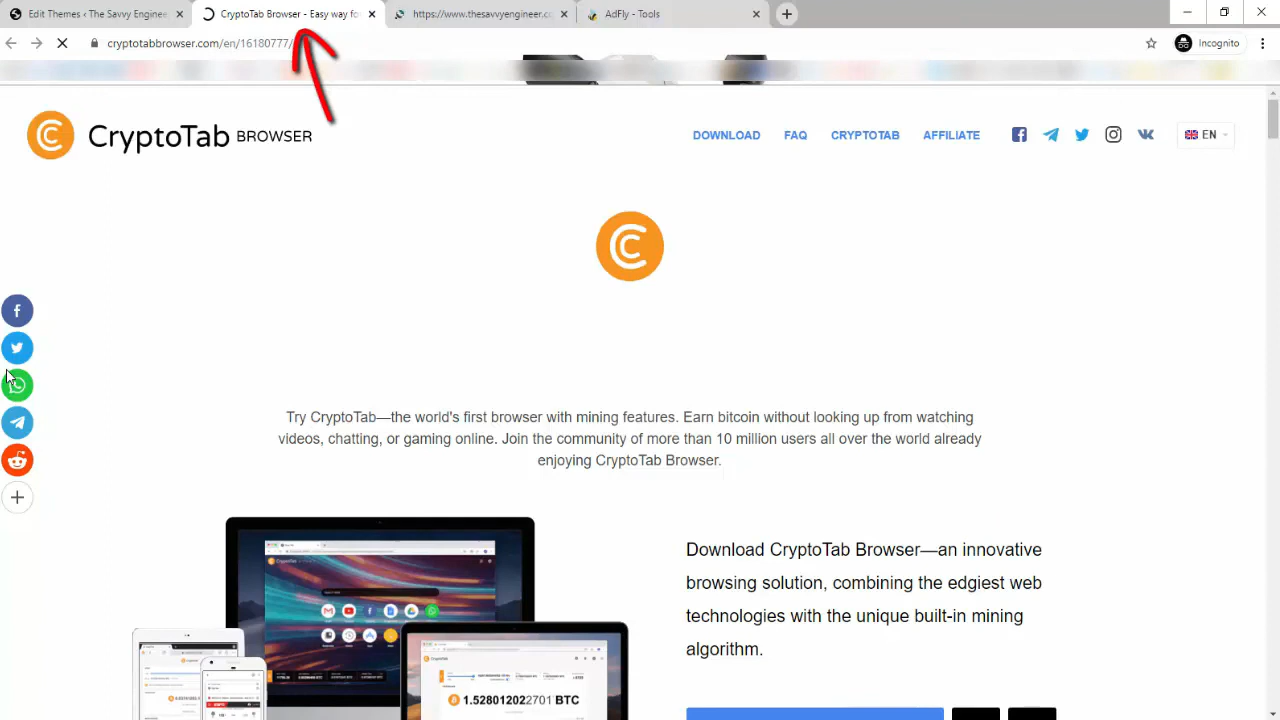 Edit Themes ‹ The Savvy Enginee
CryptoTab Browser - Easy way fo
https://www.thesavvyengineer.co
AdFly - Tools
cryptotabbrowser.com/en/16180777/
Incognito
CryptoTab BROWSER
DOWNLOAD FAQ CRYPTOTAB AFFILIATE
EN
Try CryptoTab—the world's first browser with mining features. Earn bitcoin without looking up from watching
videos, chatting, or gaming online. Join the community of more than 10 million users all over the world already
enjoying CryptoTab Browser.
Download CryptoTab Browser—an innovative
browsing solution, combining the edgiest web
technologies with the unique built-in mining
algorithm.
1.528012022701 BTC